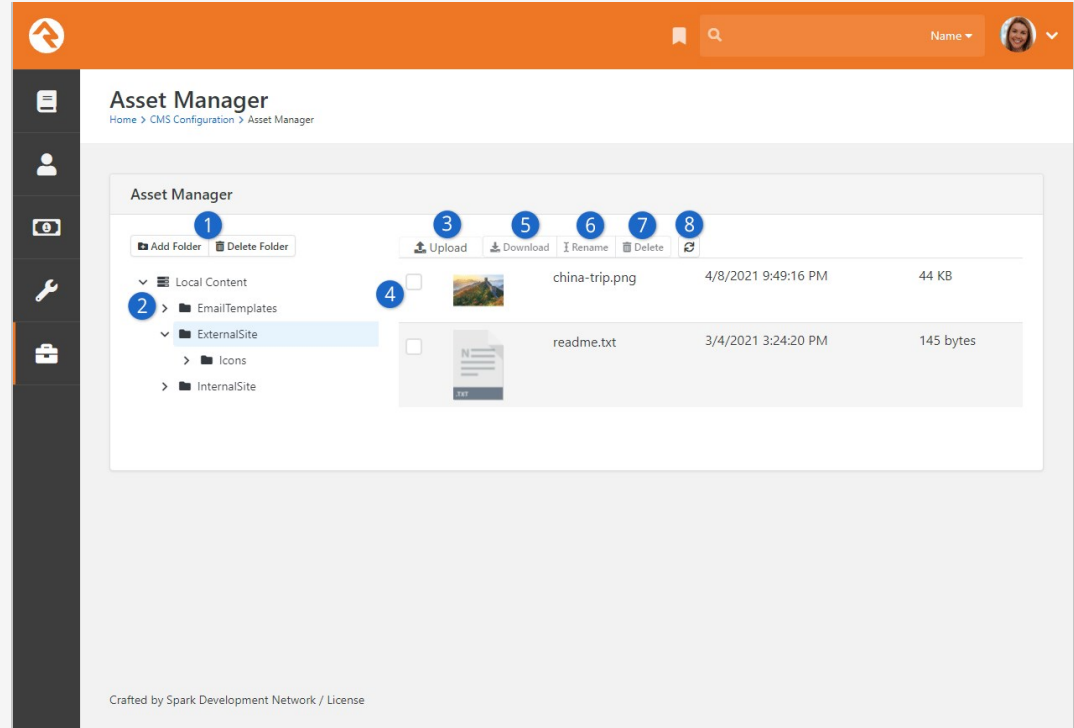 Name
Asset Manager
Home > CMS Configuration > Asset Manager
Asset Manager
1 3 5 6 7 8
Add Folder Delete Folder Upload Download Rename Delete
Local Content
china-trip.png 4/8/2021 9:49:16 PM 44 KB
4
2 EmailTemplates
ExternalSite
readme.txt 3/4/2021 3:24:20 PM 145 bytes
N
Icons
InternalSite
.TXT
Crafted by Spark Development Network / License